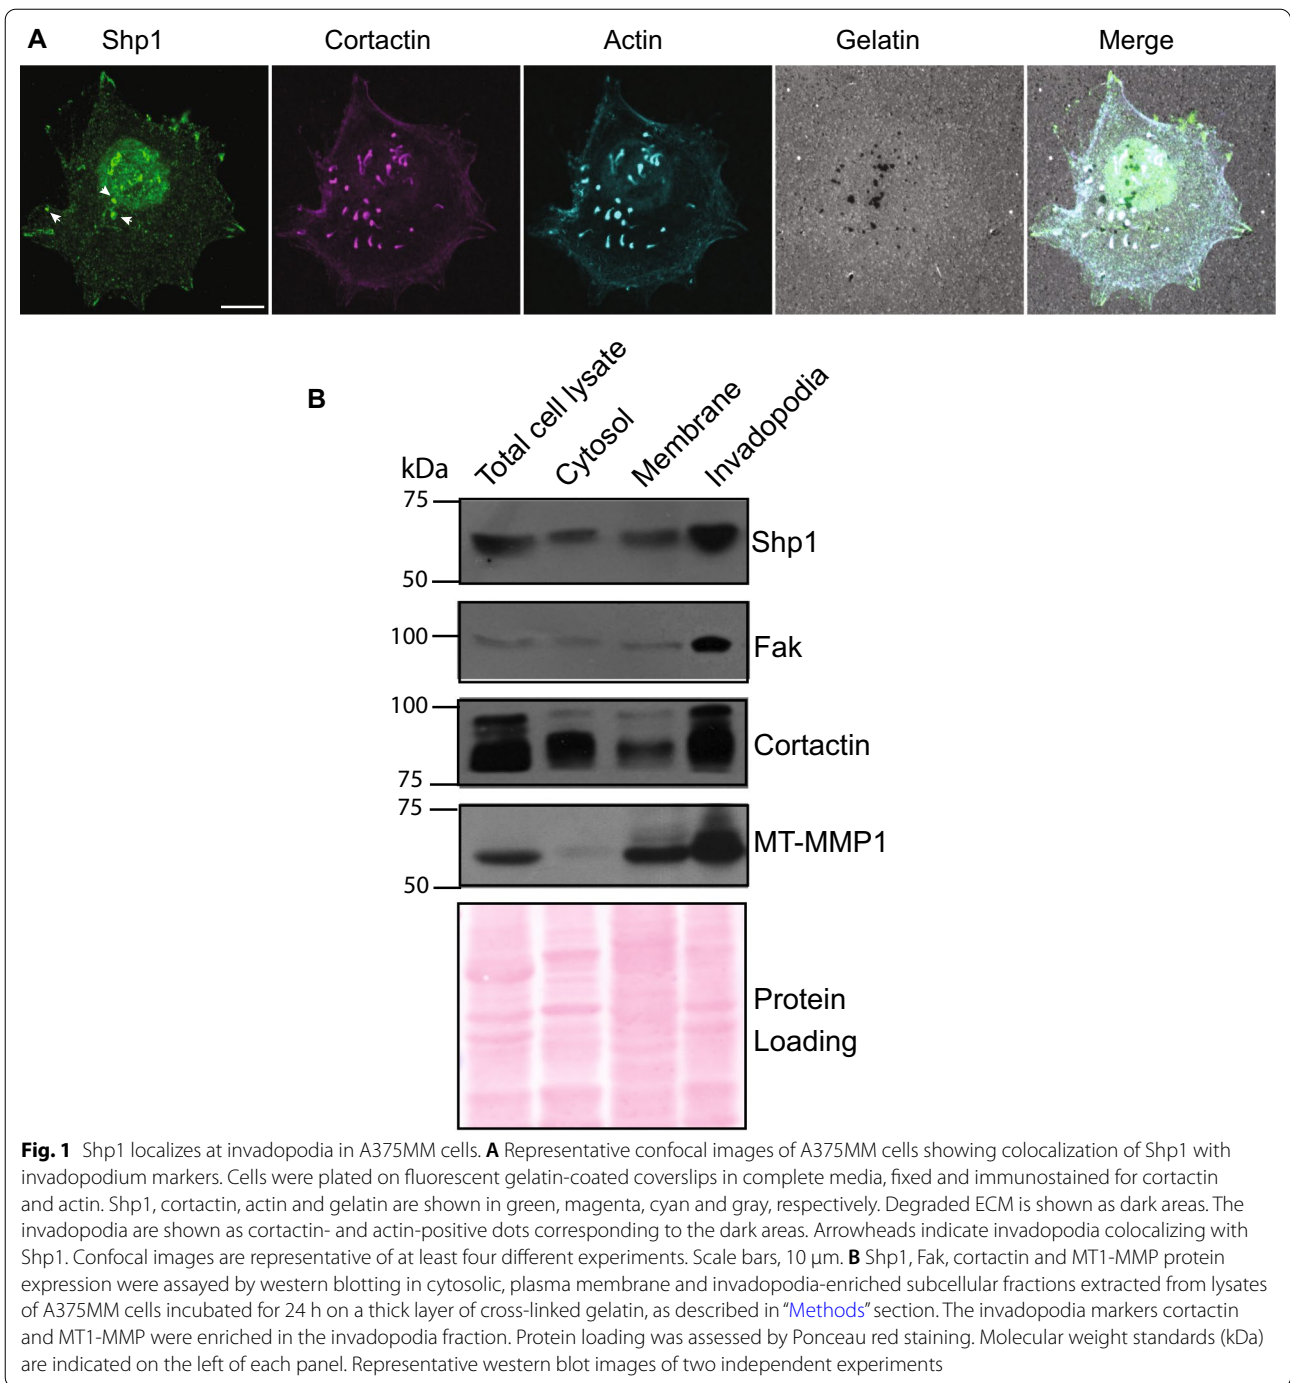 A Shp1 Cortactin Actin Gelatin Merge
B
Total cell lysate
Cytosol
Membrane
Invadopodia
kDa
75
50
Shp1
100
Fak
100
75
Cortactin
75
50
MT-MMP1
Protein
Loading
Fig. 1 Shp1 localizes at invadopodia in A375MM cells. A Representative confocal images of A375MM cells showing colocalization of Shp1 with
invadopodium markers. Cells were plated on fluorescent gelatin-coated coverslips in complete media, fixed and immunostained for cortactin
and actin. Shp1, cortactin, actin and gelatin are shown in green, magenta, cyan and gray, respectively. Degraded ECM is shown as dark areas. The
invadopodia are shown as cortactin- and actin-positive dots corresponding to the dark areas. Arrowheads indicate invadopodia colocalizing with
Shp1. Confocal images are representative of at least four different experiments. Scale bars, 10 µm. B Shp1, Fak, cortactin and MT1-MMP protein
expression were assayed by western blotting in cytosolic, plasma membrane and invadopodia-enriched subcellular fractions extracted from lysates
of A375MM cells incubated for 24 h on a thick layer of cross-linked gelatin, as described in “Methods” section. The invadopodia markers cortactin
and MT1-MMP were enriched in the invadopodia fraction. Protein loading was assessed by Ponceau red staining. Molecular weight standards (kDa)
are indicated on the left of each panel. Representative western blot images of two independent experiments